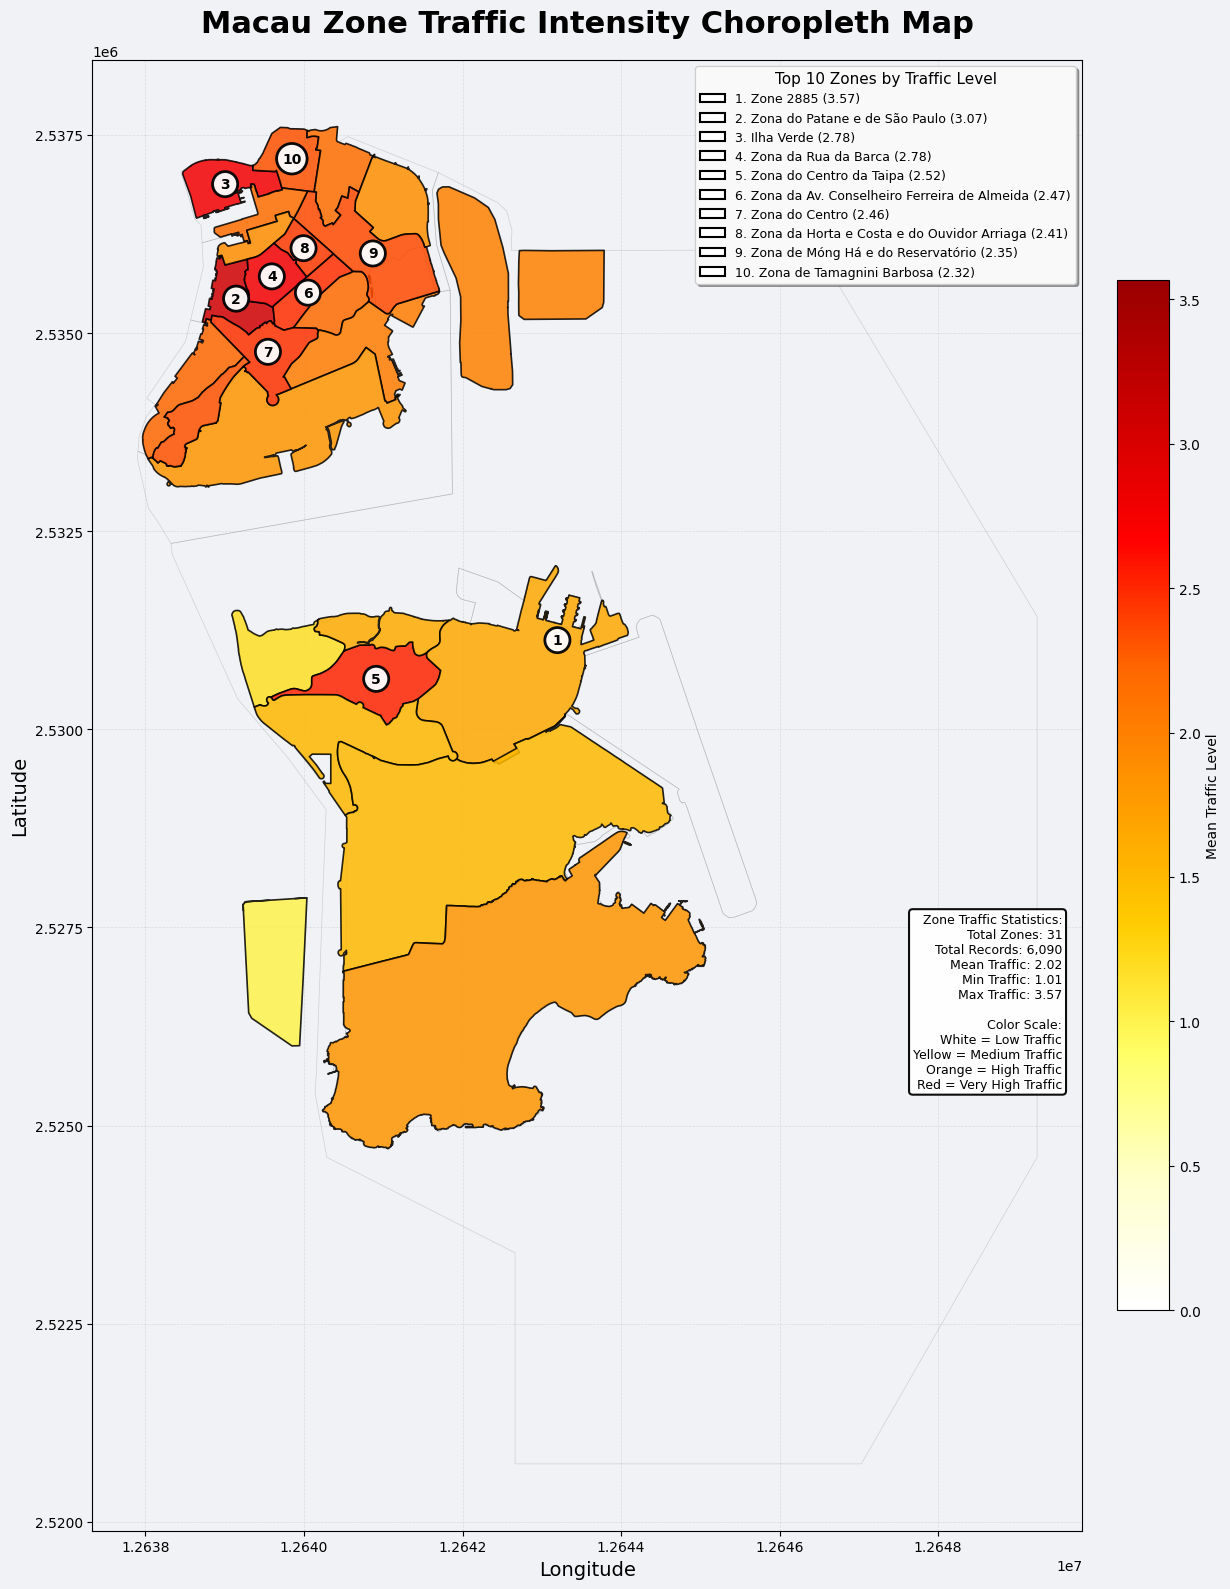 Macau Zone Traffic Intensity Choropleth Map
1e6
Top 10 Zones by Traffic Level
1. Zone 2885 (3.57)
2. Zona do Patane e de São Paulo (3.07)
3. Ilha Verde (2.78)
4. Zona da Rua da Barca (2.78)
5. Zona do Centro da Taipa (2.52)
6. Zona da Av. Conselheiro Ferreira de Almeida (2.47)
7. Zona do Centro (2.46)
8. Zona da Horta e Costa e do Ouvidor Arriaga (2.41)
9. Zona de Móng Há e do Reservatório (2.35)
10. Zona de Tamagnini Barbosa (2.32)
2.5375
2.5350
2.5325
2.5300
2.5275
2.5250
2.5225
2.5200
Latitude
10
3
8
9
4
6
2
7
1
5
Zone Traffic Statistics:
Total Zones: 31
Total Records: 6,090
Mean Traffic: 2.02
Min Traffic: 1.01
Max Traffic: 3.57
Color Scale:
White = Low Traffic
Yellow = Medium Traffic
Orange = High Traffic
Red = Very High Traffic
3.5
3.0
2.5
2.0
1.5
1.0
0.5
0.0
Mean Traffic Level
1.2638
1.2640
1.2642
1.2644
1.2646
1.2648
1e7
Longitude